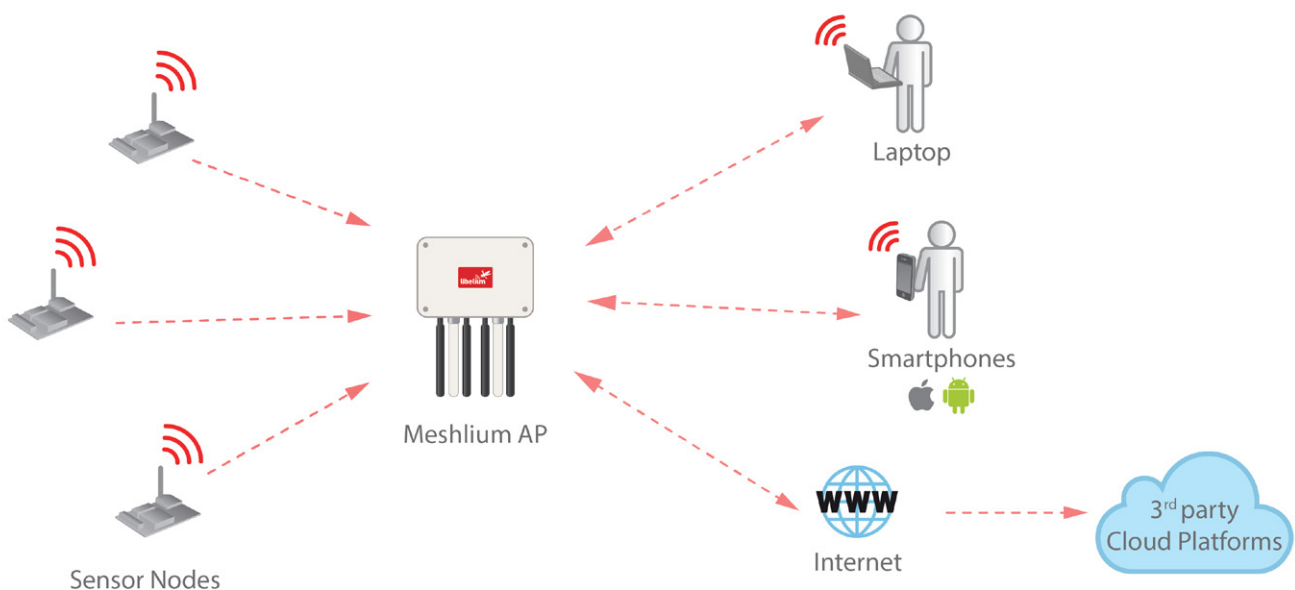 Laptop
libelium
Smartphones
Meshlium AP
WWW
Internet
3rd party
Cloud Platforms
Sensor Nodes